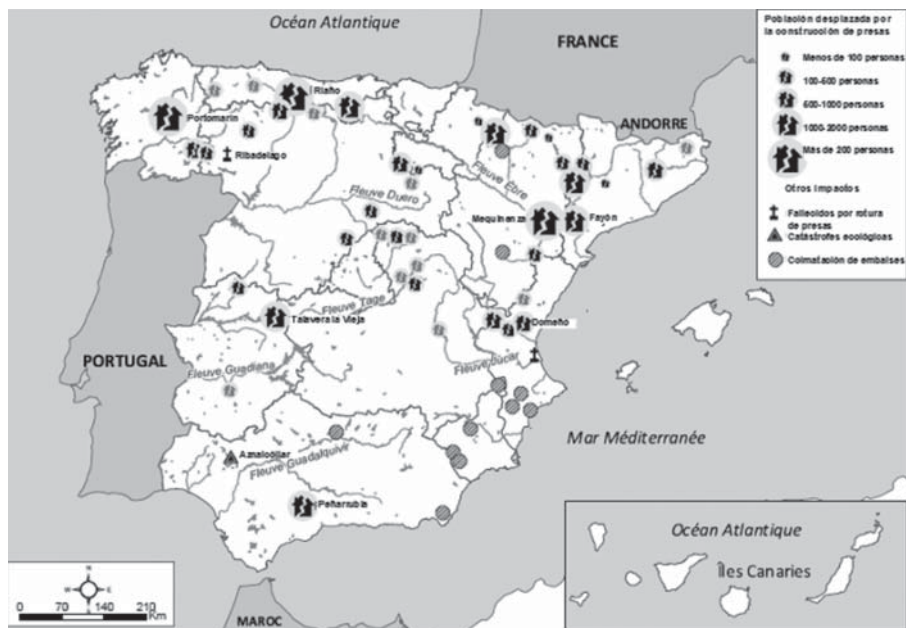 Océan Atlantique
FRANCE
Población desplazada por
la construcción de presas
Menos de 100 personas
100-500 personas
500-1000 personas
1000-2000 personas
Más de 200 personas
Otros Impactos
Fallecidos por rotura
de presas
Catástrofes ecológicas
Colmatación de embalses
Riaño
Portomarín
Ribadelago
ANDORRE
Fleuve Ebre
Fleuve Duero
Mequinenza
Fayón
Fleuve Tage
Talavera la Vieja
Domeño
PORTUGAL
Fleuve Júcar
Fleuve Guadiana
Mar Méditerranée
Aznalcóllar
Fleuve Guadalquivir
Peñarrubia
Océan Atlantique
Îles Canaries
N
W E
S
0 70 140 210
Km
MAROC